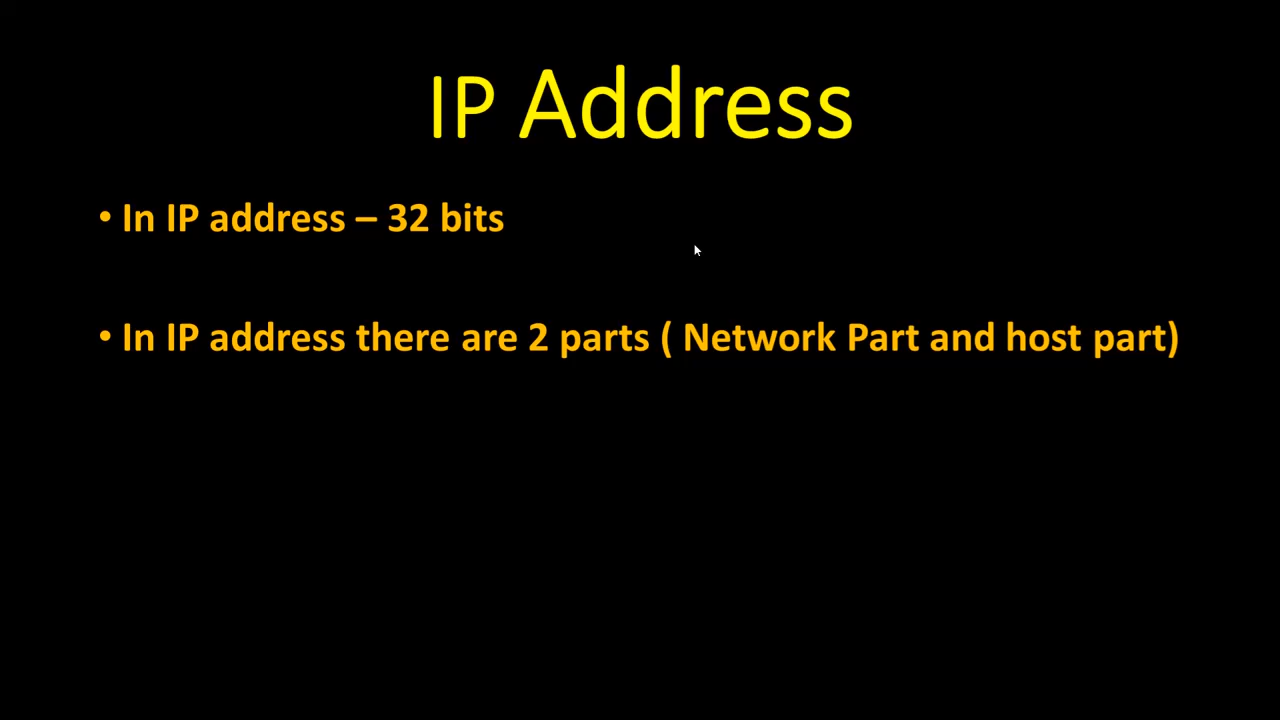 IP Address
• In IP address – 32 bits
• In IP address there are 2 parts ( Network Part and host part)